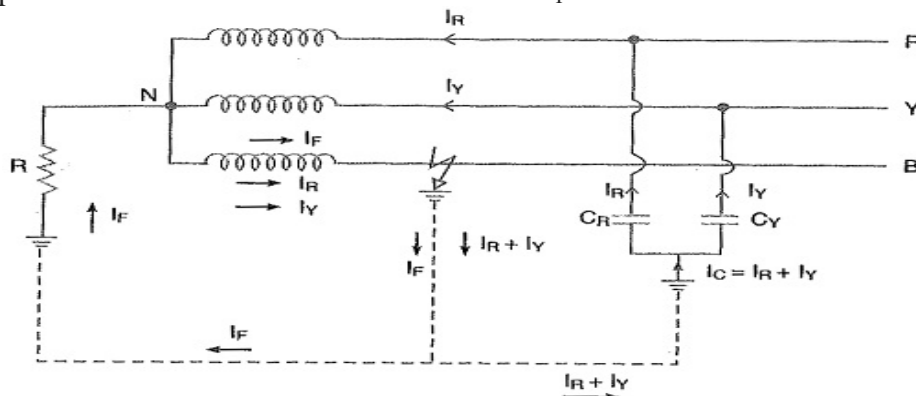 I_R
R
N
I_Y
Y
I_F
R
B
I_R
I_R
I_Y
I_Y
C_R
C_Y
I_F
I_F
I_R + I_Y
I_C = I_R + I_Y
I_F
I_R + I_Y